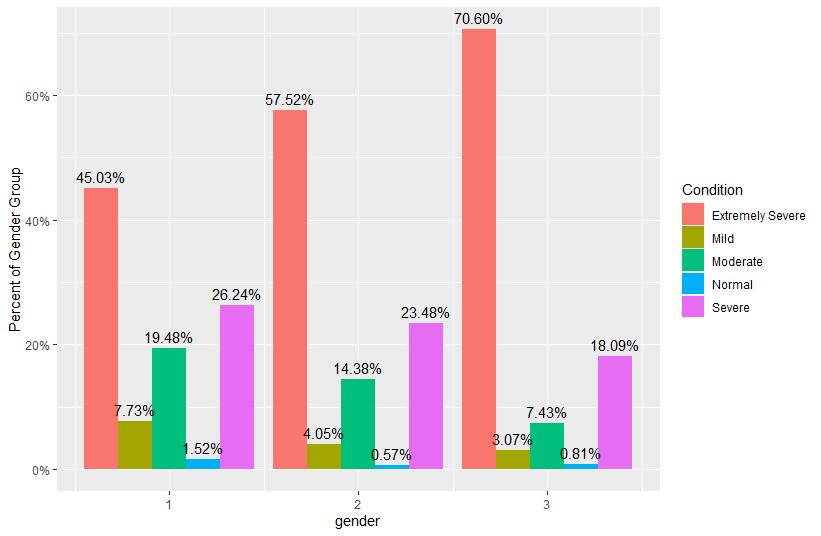 70.60%
57.52%
45.03%
26.24%
23.48%
19.48%
18.09%
14.38%
7.73%
7.43%
4.05%
3.07%
1.52%
0.57%
0.81%
60%
40%
20%
0%
Percent of Gender Group
1
2
3
gender
Condition
Extremely Severe
Mild
Moderate
Normal
Severe